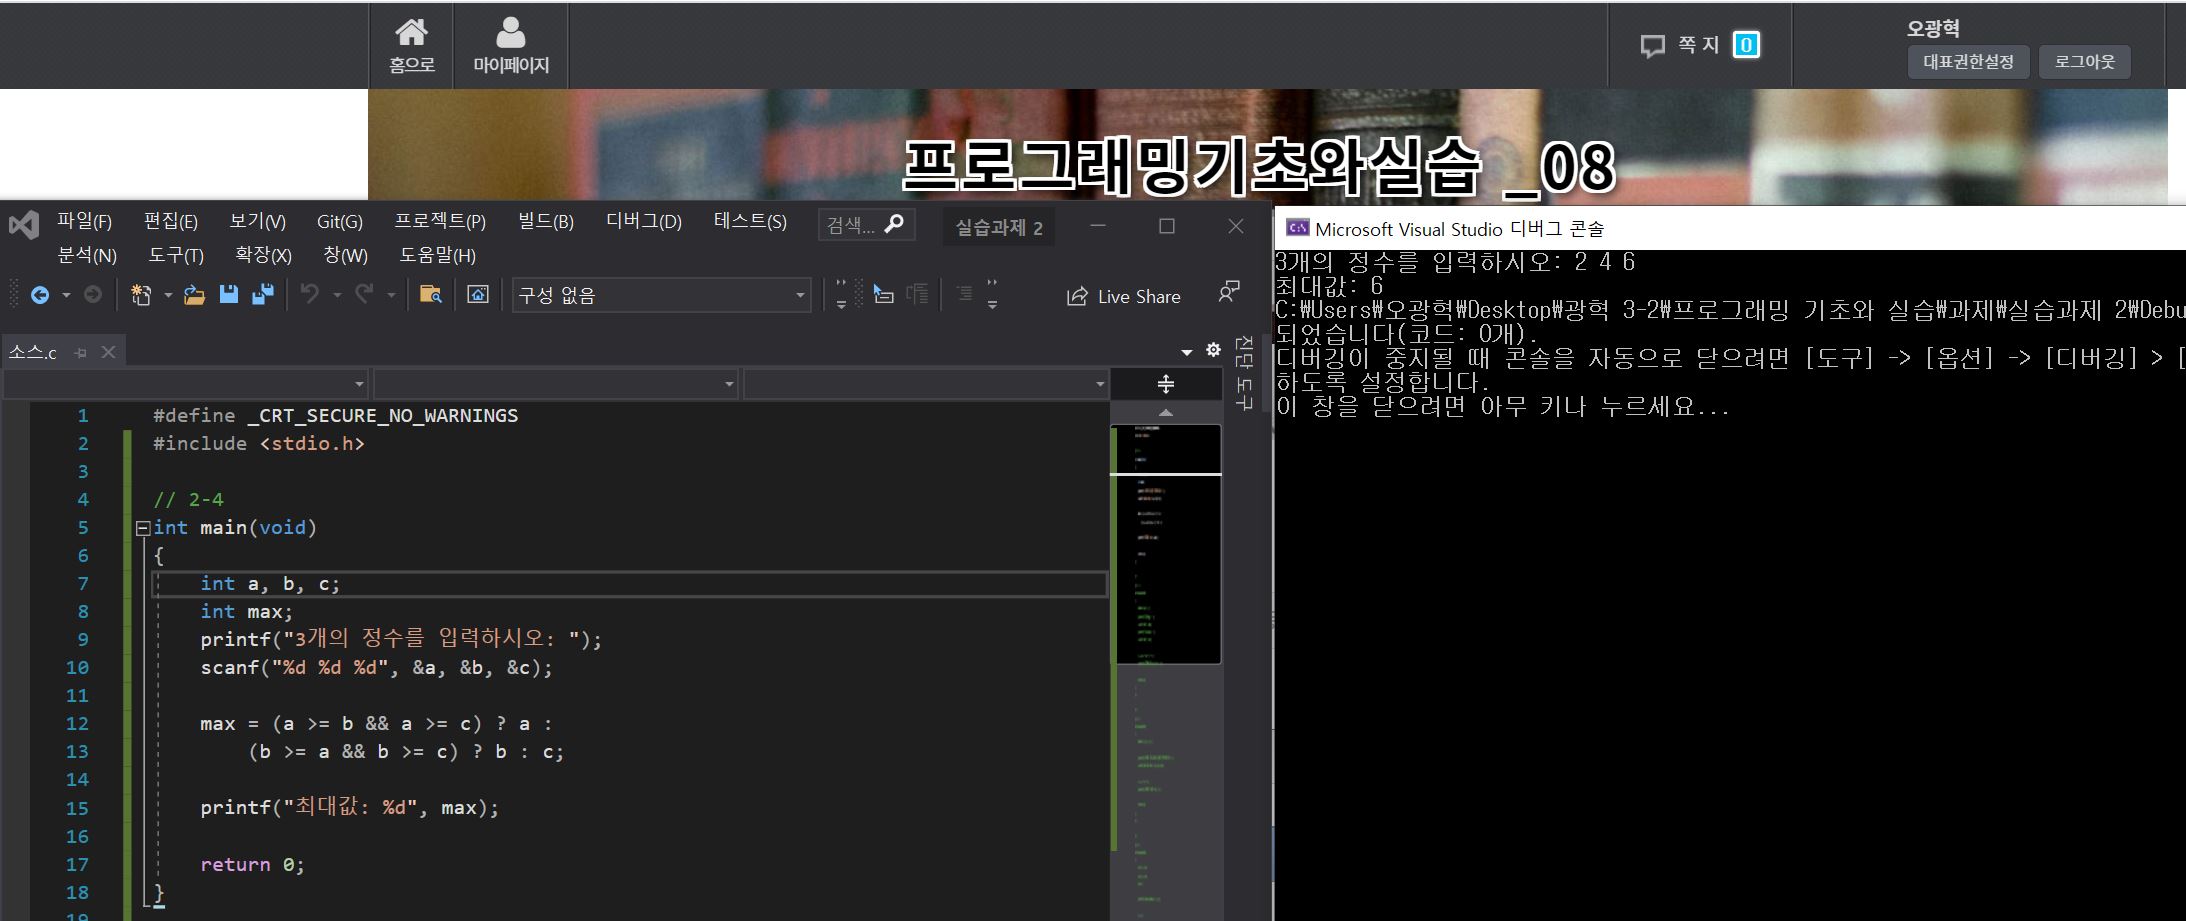 홈으로
마이페이지
쪽지 0
오광혁
대표권한설정
로그아웃
프로그래밍기초와실습 _08
파일(F) 편집(E) 보기(V) Git(G) 프로젝트(P) 빌드(B) 디버그(D) 테스트(S) 검색... 실습과제 2
분석(N) 도구(T) 확장(X) 창(W) 도움말(H)
구성 없음
Live Share
소스.c
진단 도구
1 #define _CRT_SECURE_NO_WARNINGS
2 #include <stdio.h>
3
4 // 2-4
5 int main(void)
6 {
7 int a, b, c;
8 int max;
9 printf("3개의 정수를 입력하시오: ");
10 scanf("%d %d %d", &a, &b, &c);
11
12 max = (a >= b && a >= c) ? a :
13 (b >= a && b >= c) ? b : c;
14
15 printf("최대값: %d", max);
16
17 return 0;
18 }
19
Microsoft Visual Studio 디버그 콘솔
3개의 정수를 입력하시오: 2 4 6
최대값: 6
C:₩Users₩오광혁₩Desktop₩광혁 3-2₩프로그래밍 기초와 실습₩과제₩실습과제 2₩Debu
되었습니다(코드: 0개).
디버깅이 중지될 때 콘솔을 자동으로 닫으려면 [도구] -> [옵션] -> [디버깅] > [
하도록 설정합니다.
이 창을 닫으려면 아무 키나 누르세요...